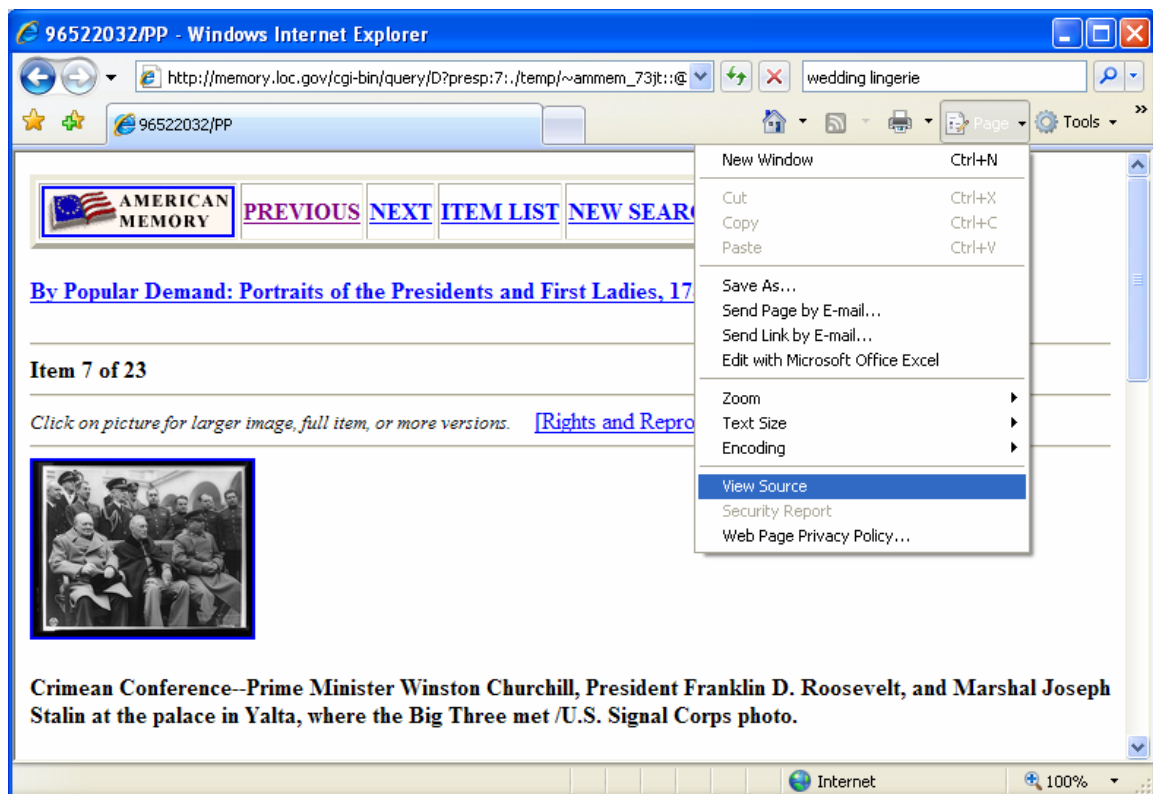 96522032/PP - Windows Internet Explorer
http://memory.loc.gov/cgi-bin/query/D?presp:7:./temp/~ammem_73jt::@ wedding lingerie
96522032/PP Page Tools »
AMERICAN
MEMORY
PREVIOUS NEXT ITEM LIST NEW SEAR
By Popular Demand: Portraits of the Presidents and First Ladies, 17
Item 7 of 23
Click on picture for larger image, full item, or more versions. [Rights and Repro
New Window Ctrl+N
Cut Ctrl+X
Copy Ctrl+C
Paste Ctrl+V
Save As...
Send Page by E-mail...
Send Link by E-mail...
Edit with Microsoft Office Excel
Zoom
Text Size
Encoding
View Source
Security Report
Web Page Privacy Policy...
Crimean Conference--Prime Minister Winston Churchill, President Franklin D. Roosevelt, and Marshal Joseph
Stalin at the palace in Yalta, where the Big Three met /U.S. Signal Corps photo.
Internet 100%